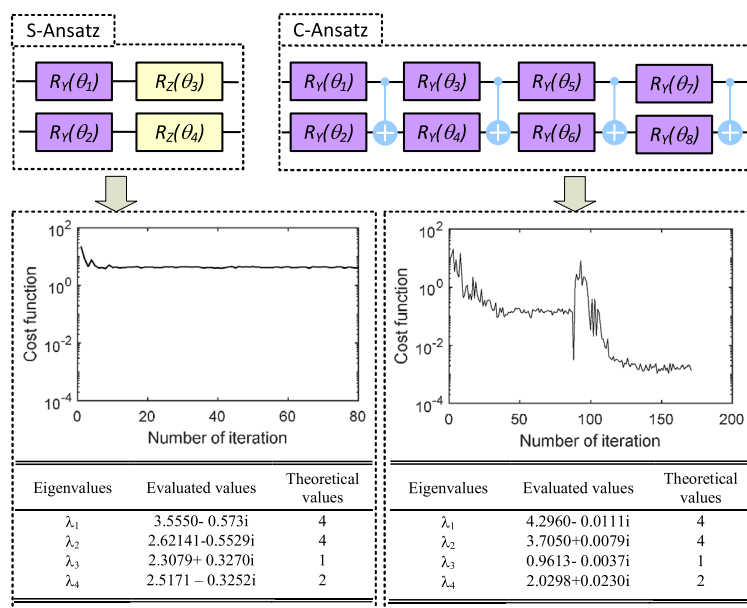 S-Ansatz
R_Y(θ_1) R_Z(θ_3)
R_Y(θ_2) R_Z(θ_4)
C-Ansatz
R_Y(θ_1) R_Y(θ_3) R_Y(θ_5) R_Y(θ_7)
R_Y(θ_2) R_Y(θ_4) R_Y(θ_6) R_Y(θ_8)
Cost function
10^2
10^0
10^-2
10^-4
0 20 40 60 80
Number of iteration
Eigenvalues Evaluated values Theoretical values
λ_1 3.5550- 0.573i 4
λ_2 2.62141-0.5529i 4
λ_3 2.3079+ 0.3270i 1
λ_4 2.5171 – 0.3252i 2
Cost function
10^2
10^0
10^-2
10^-4
0 50 100 150 200
Number of iteration
Eigenvalues Evaluated values Theoretical values
λ_1 4.2960- 0.0111i 4
λ_2 3.7050+0.0079i 4
λ_3 0.9613- 0.0037i 1
λ_4 2.0298+0.0230i 2